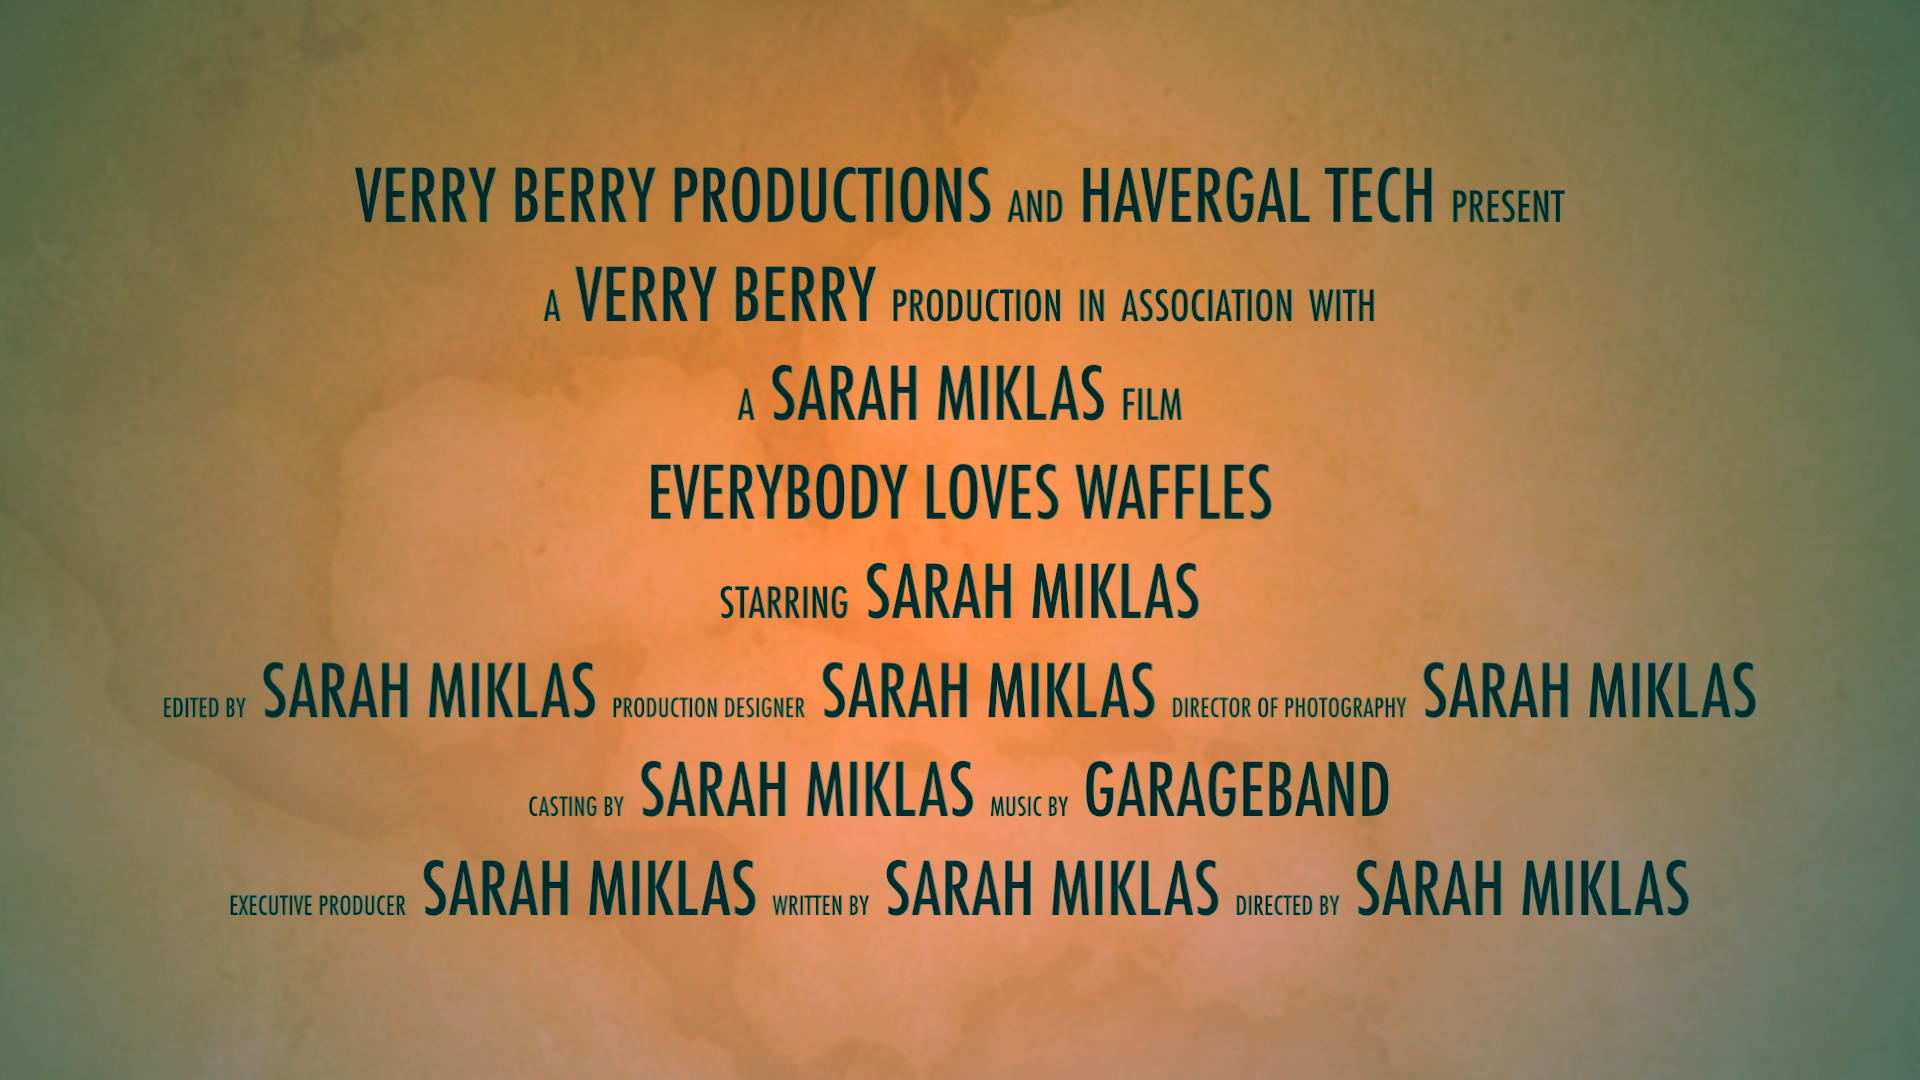 VERRY BERRY PRODUCTIONS AND HAVERGAL TECH PRESENT
A VERRY BERRY PRODUCTION IN ASSOCIATION WITH
A SARAH MIKLAS FILM
EVERYBODY LOVES WAFFLES
STARRING SARAH MIKLAS
EDITED BY SARAH MIKLAS PRODUCTION DESIGNER SARAH MIKLAS DIRECTOR OF PHOTOGRAPHY SARAH MIKLAS
CASTING BY SARAH MIKLAS MUSIC BY GARAGEBAND
EXECUTIVE PRODUCER SARAH MIKLAS WRITTEN BY SARAH MIKLAS DIRECTED BY SARAH MIKLAS